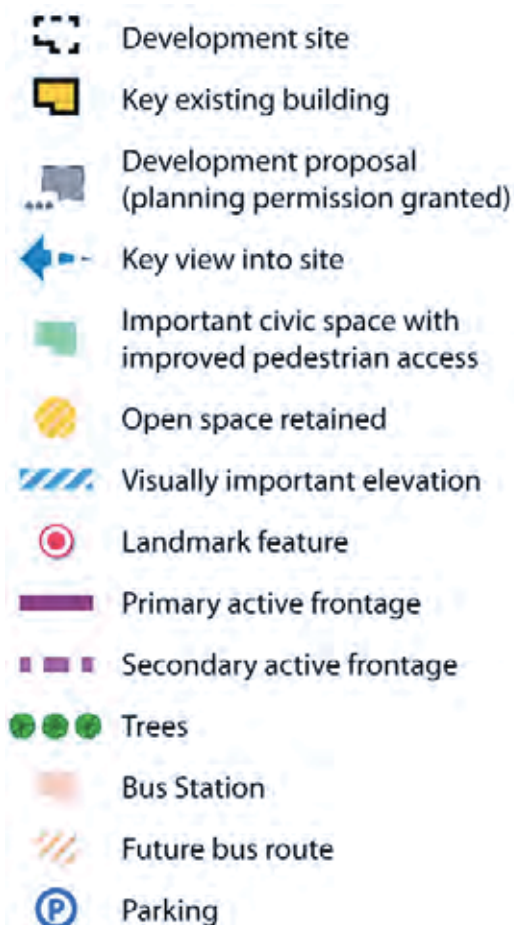 Development site
Key existing building
Development proposal
(planning permission granted)
Key view into site
Important civic space with
improved pedestrian access
Open space retained
Visually important elevation
Landmark feature
Primary active frontage
Secondary active frontage
Trees
Bus Station
Future bus route
P Parking